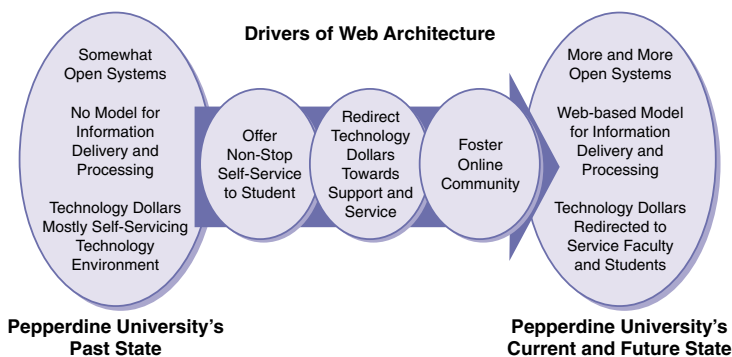 Drivers of Web Architecture
Somewhat
Open Systems
No Model for
Information
Delivery and
Processing
Technology Dollars
Mostly Self-Servicing
Technology
Environment
Pepperdine University's
Past State
Offer
Non-Stop
Self-Service
to Student
Redirect
Technology
Dollars
Towards
Support and
Service
Foster
Online
Community
More and More
Open Systems
Web-based Model
for Information
Delivery and
Processing
Technology Dollars
Redirected to
Service Faculty
and Students
Pepperdine University's
Current and Future State